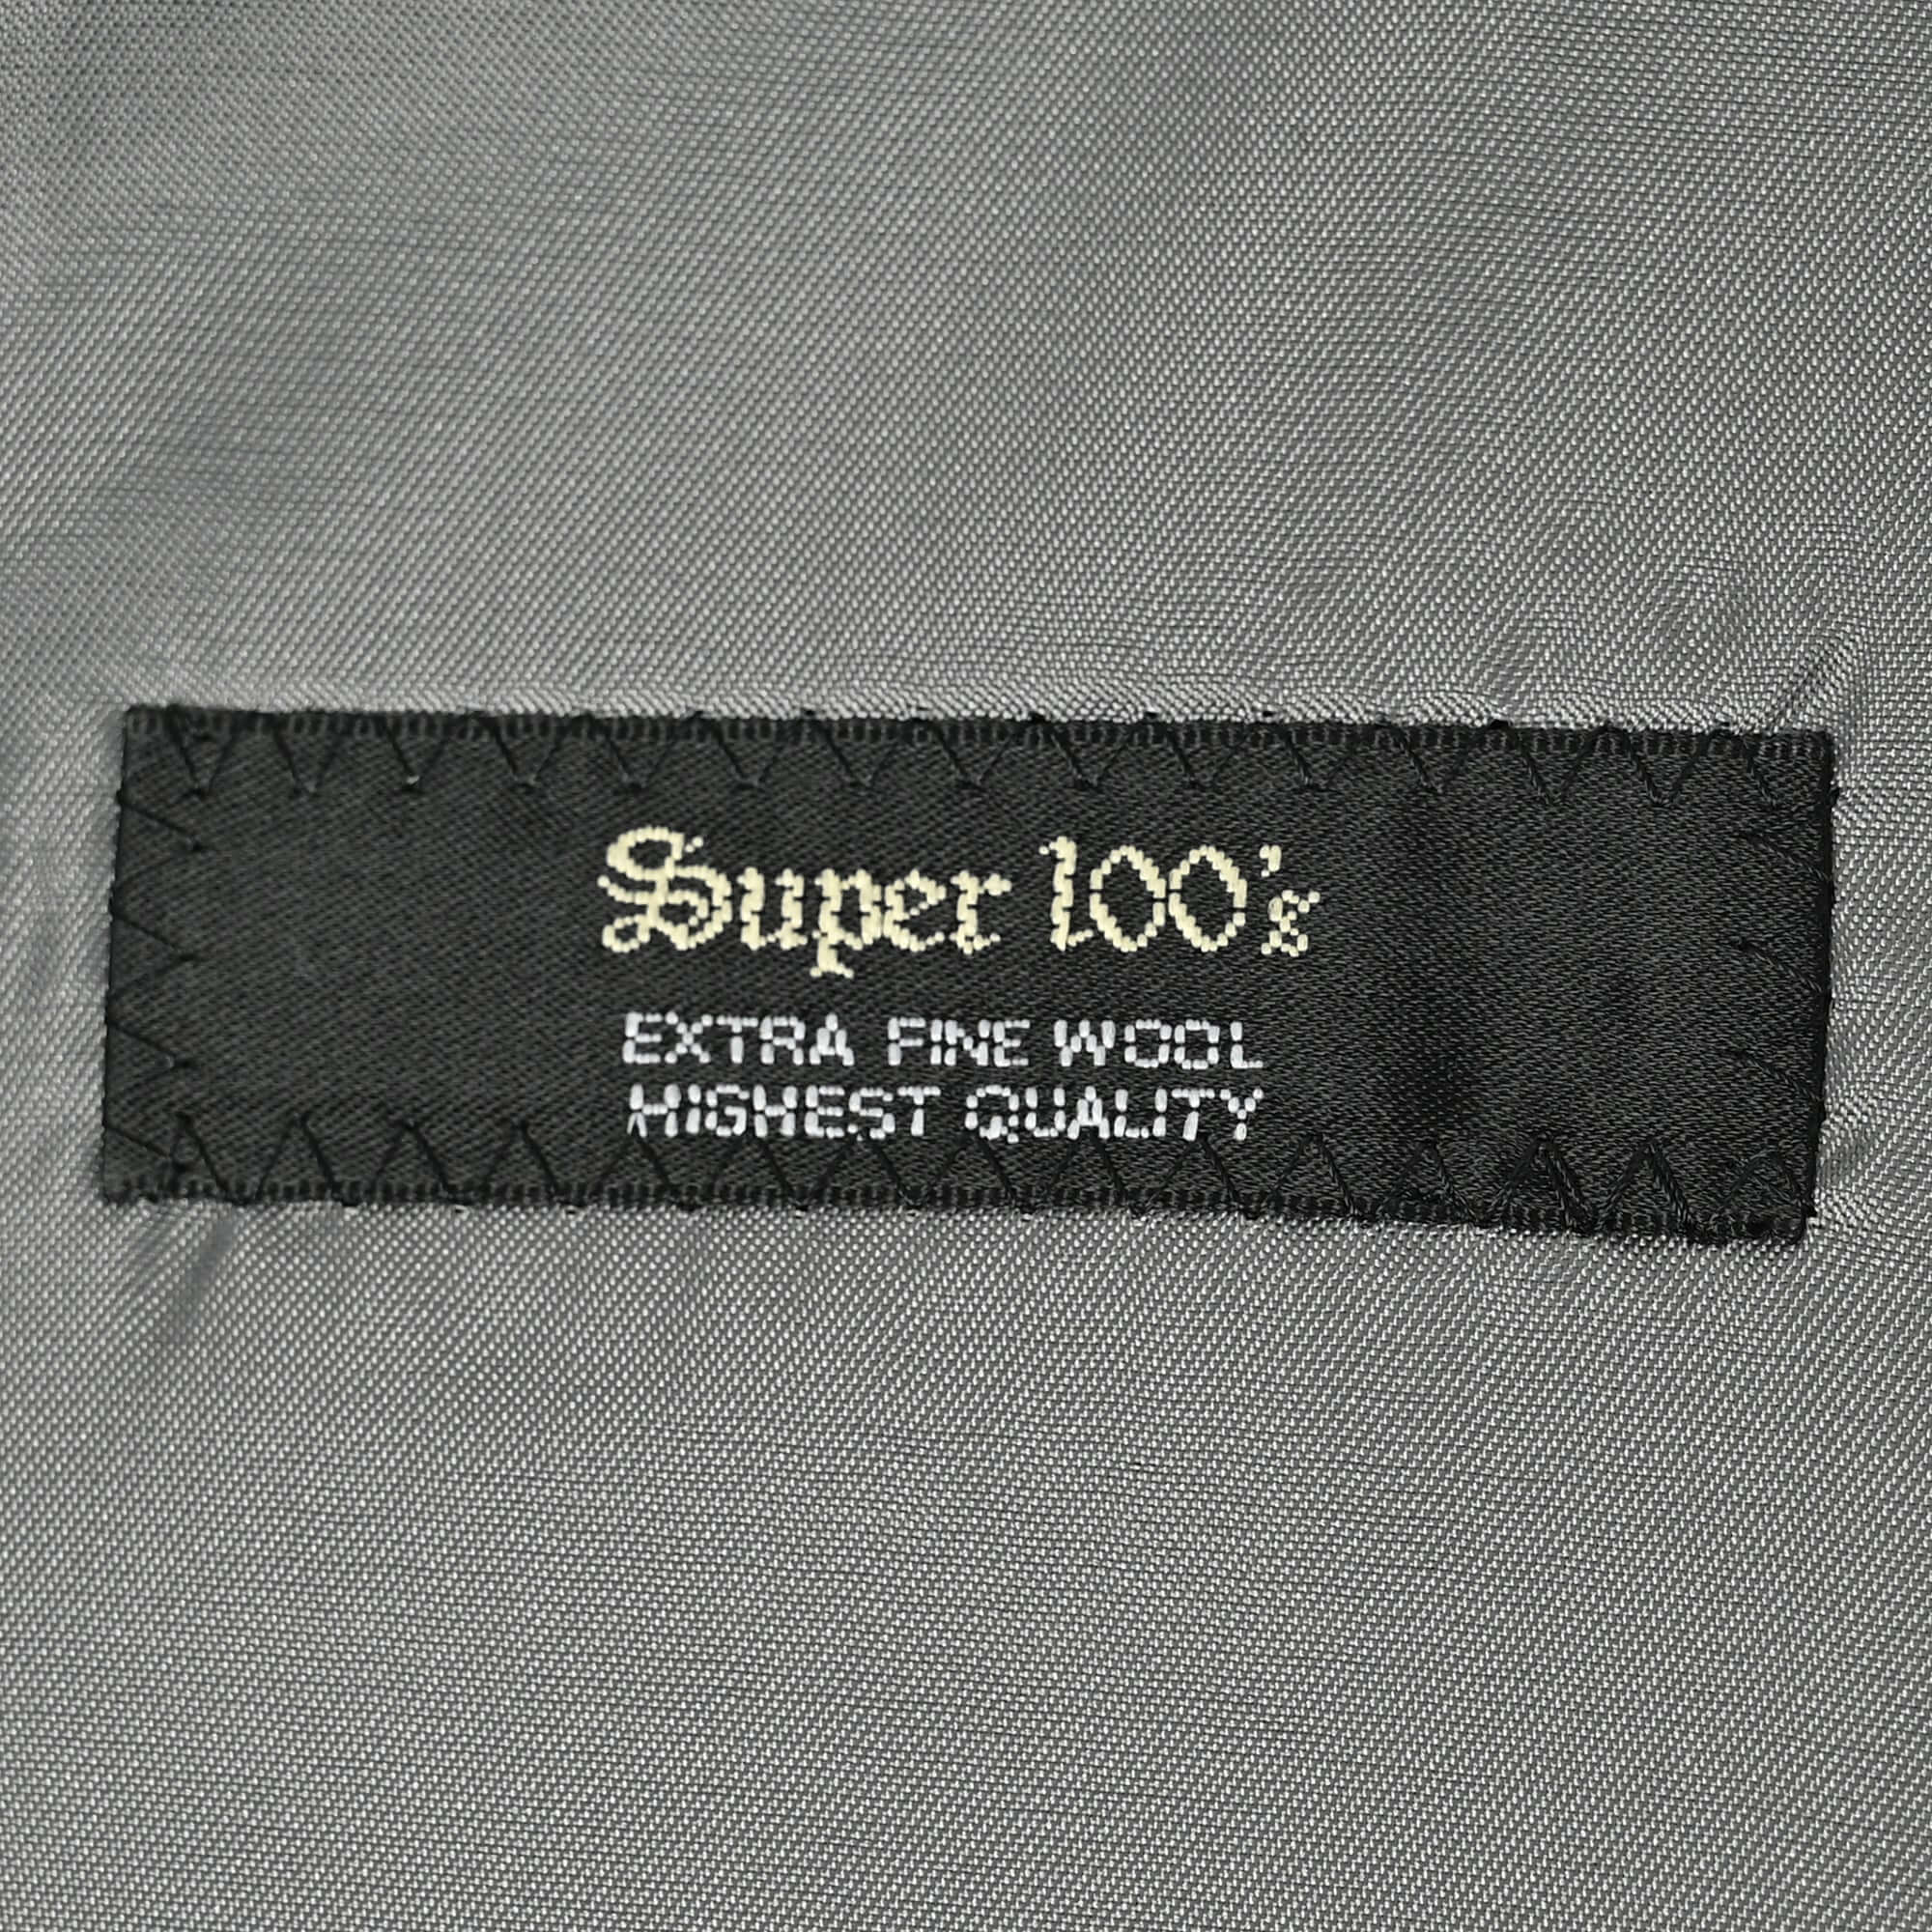 Super 100's
EXTRA FINE WOOL
HIGHEST QUALITY